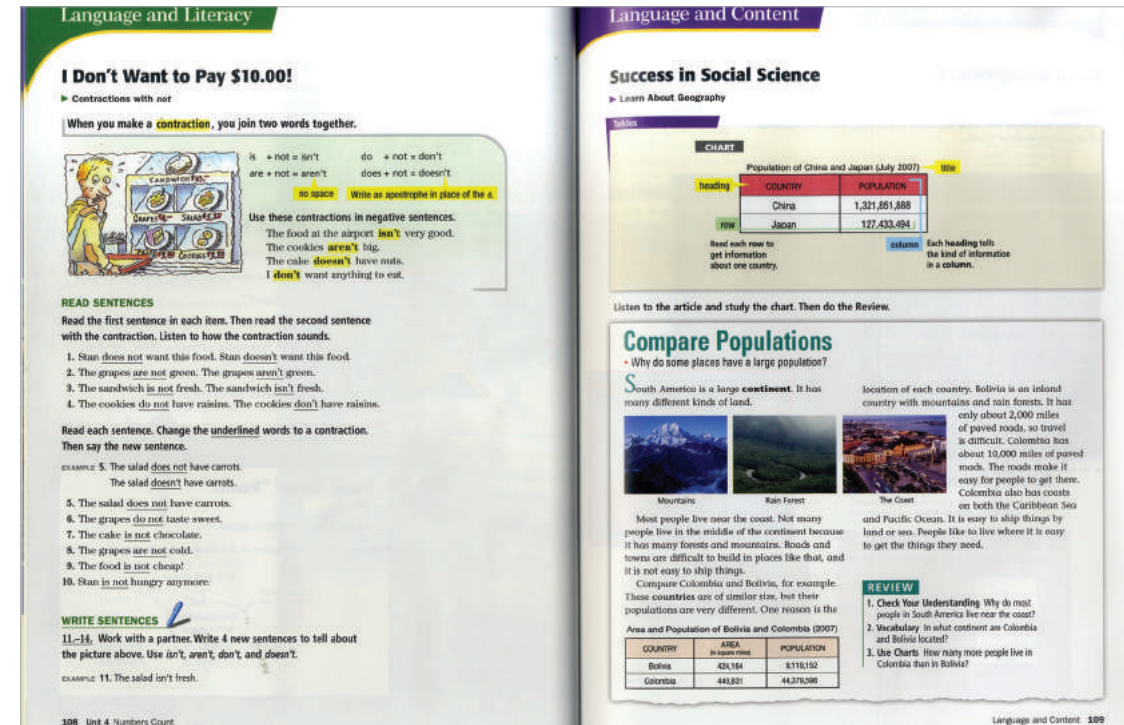 Language and Literacy
I Don't Want to Pay $10.00!
▶ Contractions with not
When you make a contraction, you join two words together.
is + not = isn't
do + not = don't
are + not = aren't
does + not = doesn't
no space
Write as apostrophe in place of the o.
Use these contractions in negative sentences.
The food at the airport isn't very good.
The cookies aren't big.
The cake doesn't have nuts.
I don't want anything to eat.
READ SENTENCES
Read the first sentence in each item. Then read the second sentence
with the contraction. Listen to how the contraction sounds.
1. Stan does not want this food. Stan doesn't want this food.
2. The grapes are not green. The grapes aren't green.
3. The sandwich is not fresh. The sandwich isn't fresh.
4. The cookies do not have raisins. The cookies don't have raisins.
Read each sentence. Change the underlined words to a contraction.
Then say the new sentence.
EXAMPLE 5. The salad does not have carrots.
The salad doesn't have carrots.
5. The salad does not have carrots.
6. The grapes do not taste sweet.
7. The cake is not chocolate.
8. The grapes are not cold.
9. The food is not cheap!
10. Stan is not hungry anymore.
WRITE SENTENCES
11.–14. Work with a partner. Write 4 new sentences to tell about
the picture above. Use isn't, aren't, don't, and doesn't.
EXAMPLE 11. The salad isn't fresh.
108 Unit 4 Numbers Count
Language and Content
Success in Social Science
▶ Learn About Geography
Tables
CHART
Population of China and Japan (July 2007)
title
heading
COUNTRY POPULATION
China 1,321,851,888
row
Japan 127,433,494
column
Read each row to
get information
about one country.
Each heading tells
the kind of information
in a column.
Listen to the article and study the chart. Then do the Review.
Compare Populations
• Why do some places have a large population?
South America is a large continent. It has
many different kinds of land.
Mountains
Rain Forest
The Coast
Most people live near the coast. Not many
people live in the middle of the continent because
it has many forests and mountains. Roads and
towns are difficult to build in places like that, and
it is not easy to ship things.
Compare Colombia and Bolivia, for example.
These countries are of similar size, but their
populations are very different. One reason is the
location of each country. Bolivia is an inland
country with mountains and rain forests. It has
only about 2,000 miles
of paved roads, so travel
is difficult. Colombia has
about 10,000 miles of paved
roads. The roads make it
easy for people to get there.
Colombia also has coasts
on both the Caribbean Sea
and Pacific Ocean. It is easy to ship things by
land or sea. People like to live where it is easy
to get the things they need.
Area and Population of Bolivia and Colombia (2007)
COUNTRY AREA (in square miles) POPULATION
Bolivia 424,164 9,119,152
Colombia 44,379,598
REVIEW
1. Check Your Understanding Why do most
people in South America live near the coast?
2. Vocabulary In what continent are Colombia
and Bolivia located?
3. Use Charts How many more people live in
Colombia than in Bolivia?
Language and Content 109